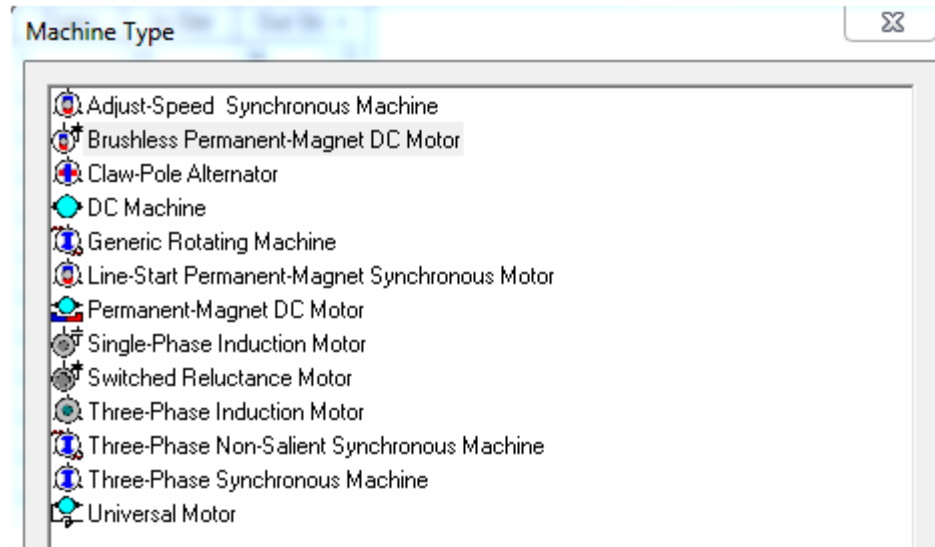 Machine Type
Adjust-Speed Synchronous Machine
Brushless Permanent-Magnet DC Motor
Claw-Pole Alternator
DC Machine
Generic Rotating Machine
Line-Start Permanent-Magnet Synchronous Motor
Permanent-Magnet DC Motor
Single-Phase Induction Motor
Switched Reluctance Motor
Three-Phase Induction Motor
Three-Phase Non-Salient Synchronous Machine
Three-Phase Synchronous Machine
Universal Motor